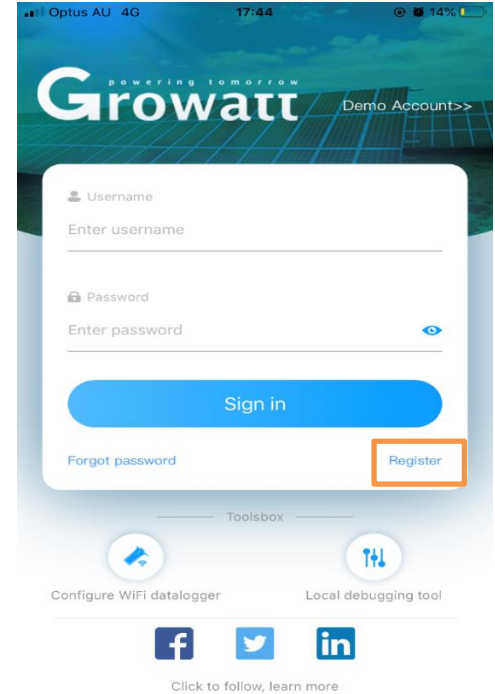 Optus AU 4G 17:44 14%
powering tomorrow
Growatt
Demo Account>>
Username
Enter username
Password
Enter password
Sign in
Forgot password Register
Toolsbox
Configure WiFi datalogger Local debugging tool
f in
Click to follow, learn more